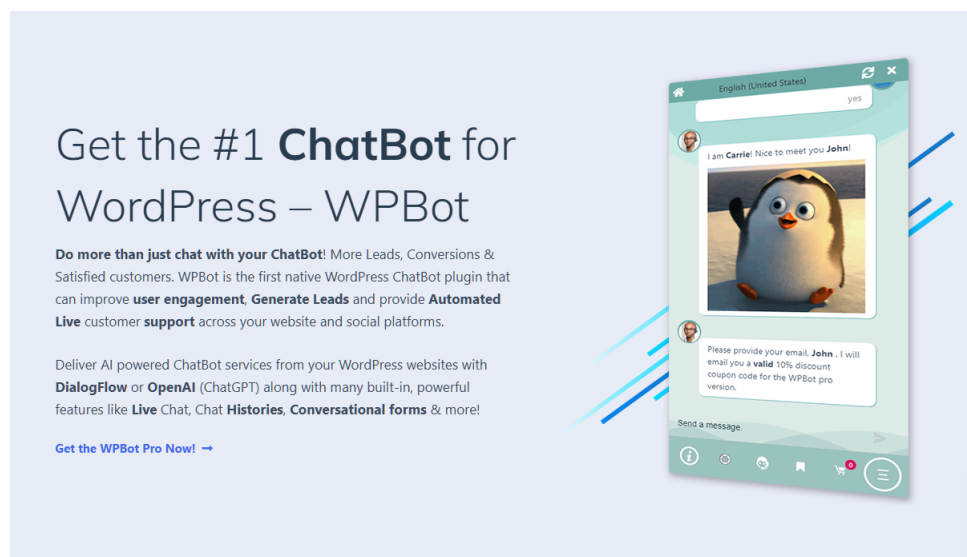 Get the #1 ChatBot for
WordPress – WPBot
Do more than just chat with your ChatBot! More Leads, Conversions &
Satisfied customers. WPBot is the first native WordPress ChatBot plugin that
can improve user engagement, Generate Leads and provide Automated
Live customer support across your website and social platforms.
Deliver AI powered ChatBot services from your WordPress websites with
DialogFlow or OpenAI (ChatGPT) along with many built-in, powerful
features like Live Chat, Chat Histories, Conversational forms & more!
Get the WPBot Pro Now! →
English (United States)
yes
I am Carrie! Nice to meet you John!
Please provide your email, John . I will
email you a valid 10% discount
coupon code for the WPBot pro
version.
Send a message.
0